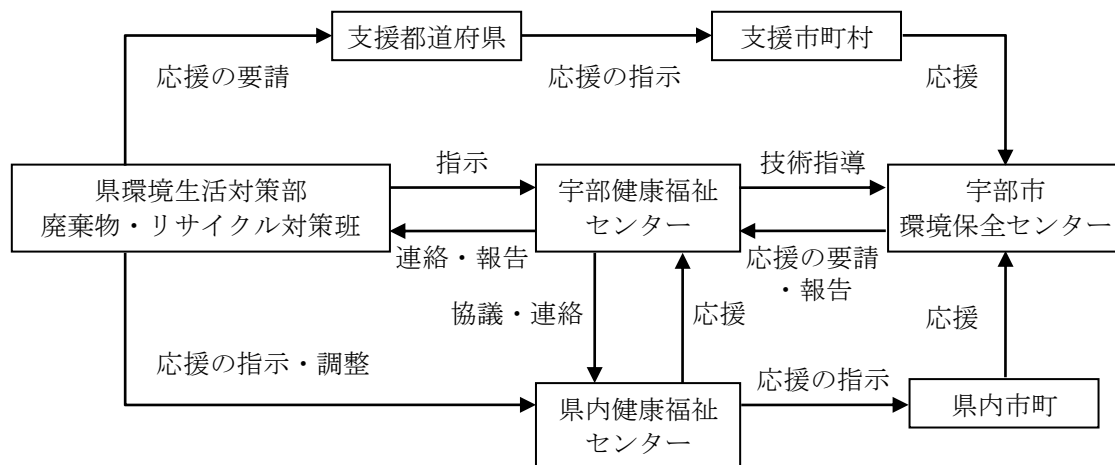 支援都道府県
支援市町村
応援の要請
応援の指示
応援
指示
技術指導
県環境生活対策部
廃棄物・リサイクル対策班
宇部健康福祉
センター
宇部市
環境保全センター
連絡・報告
応援の要請
・報告
協議・連絡
応援
応援
応援の指示・調整
応援の指示
県内健康福祉
センター
県内市町